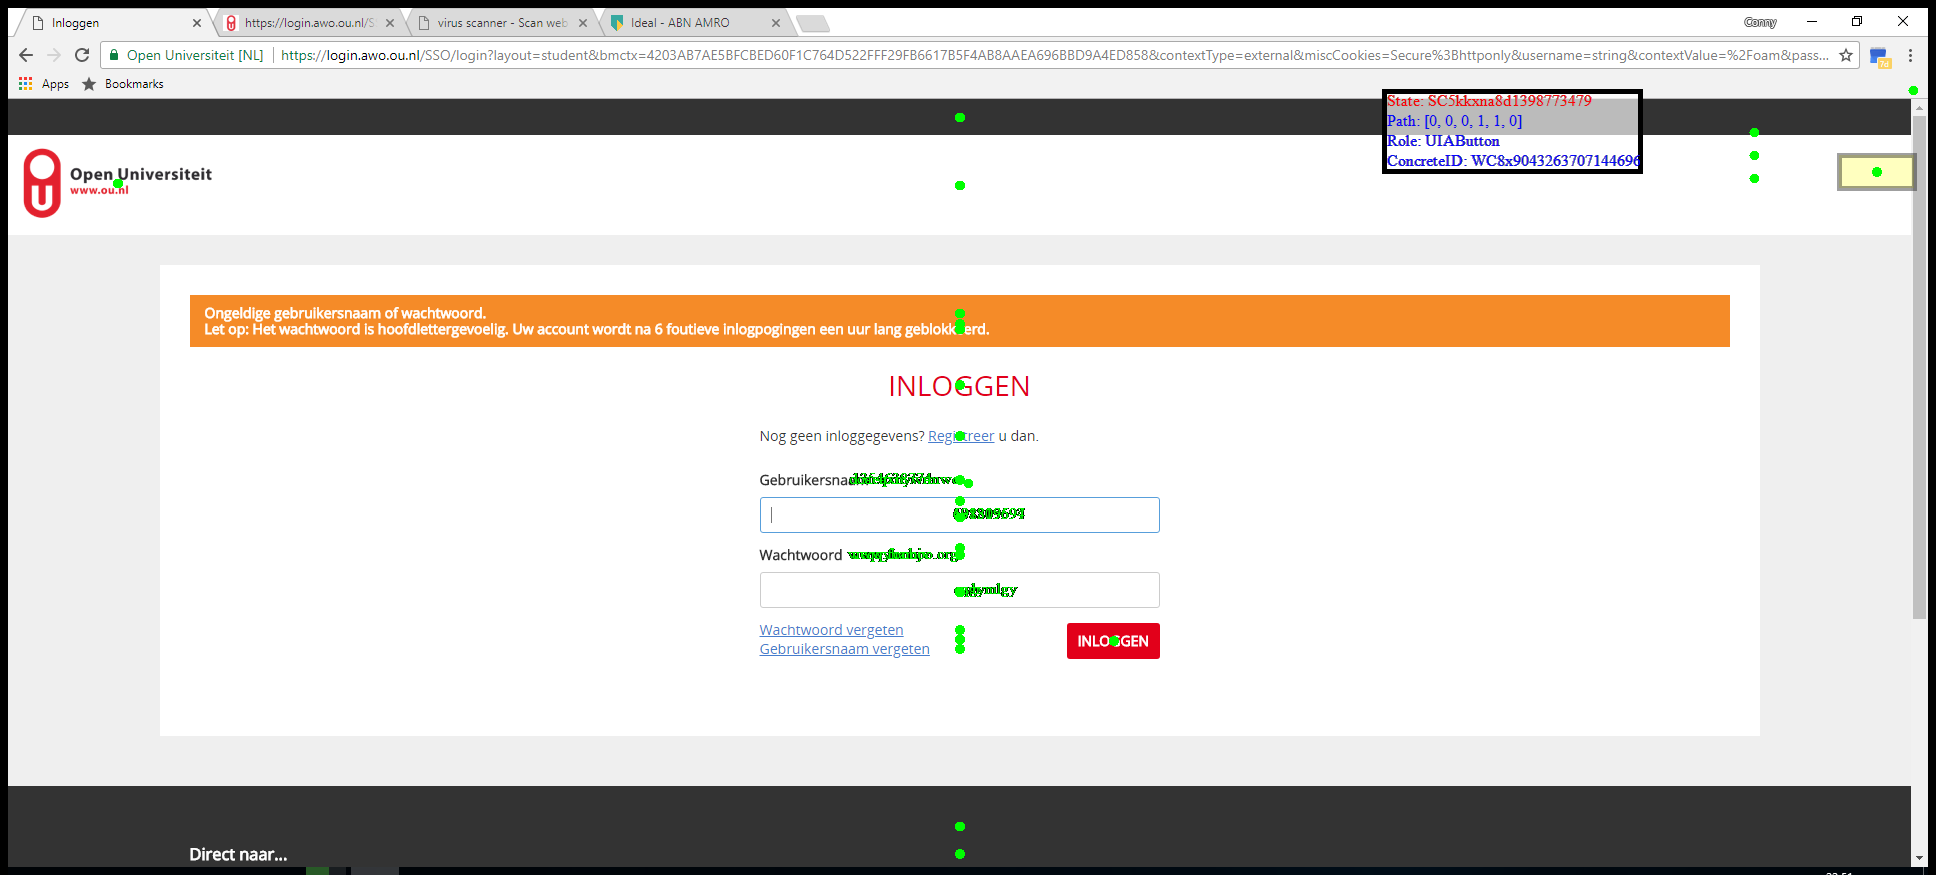 Inloggen
https://login.awo.ou.nl/S
virus scanner - Scan web
Ideal - ABN AMRO
Conny
Open Universiteit [NL]
https://login.awo.ou.nl/SSO/login?layout=student&bmctx=4203AB7AE5BFCBED60F1C764D522FFF29FB6617B5F4AB8AAEA696BBD9A4ED858&contextType=external&miscCookies=Secure%3Bhttponly&username=string&contextValue=%2Foam&pass...
7d
Apps
Bookmarks
State: SC5kkxna8d1398773479
Path: [0, 0, 0, 1, 1, 0]
Role: UIAButton
ConcreteID: WC8x9043263707144696
Open Universiteit
www.ou.nl
Ongeldige gebruikersnaam of wachtwoord.
Let op: Het wachtwoord is hoofdlettergevoelig. Uw account wordt na 6 foutieve inlogpogingen een uur lang geblokkeerd.
INLOGGEN
Nog geen inloggegevens? Registreer u dan.
Gebruikersnaam
Wachtwoord
Wachtwoord vergeten
Gebruikersnaam vergeten
INLOGGEN
Direct naar...